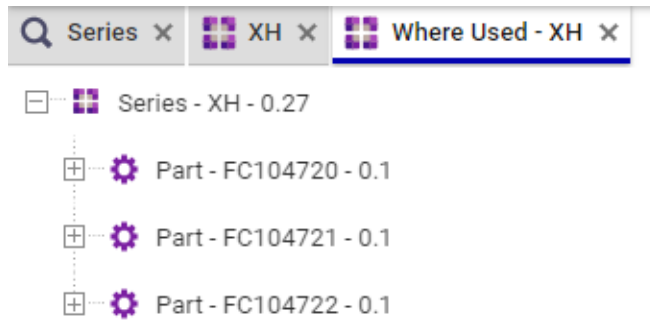 Series × XH × Where Used - XH ×
Series - XH - 0.27
Part - FC104720 - 0.1
Part - FC104721 - 0.1
Part - FC104722 - 0.1